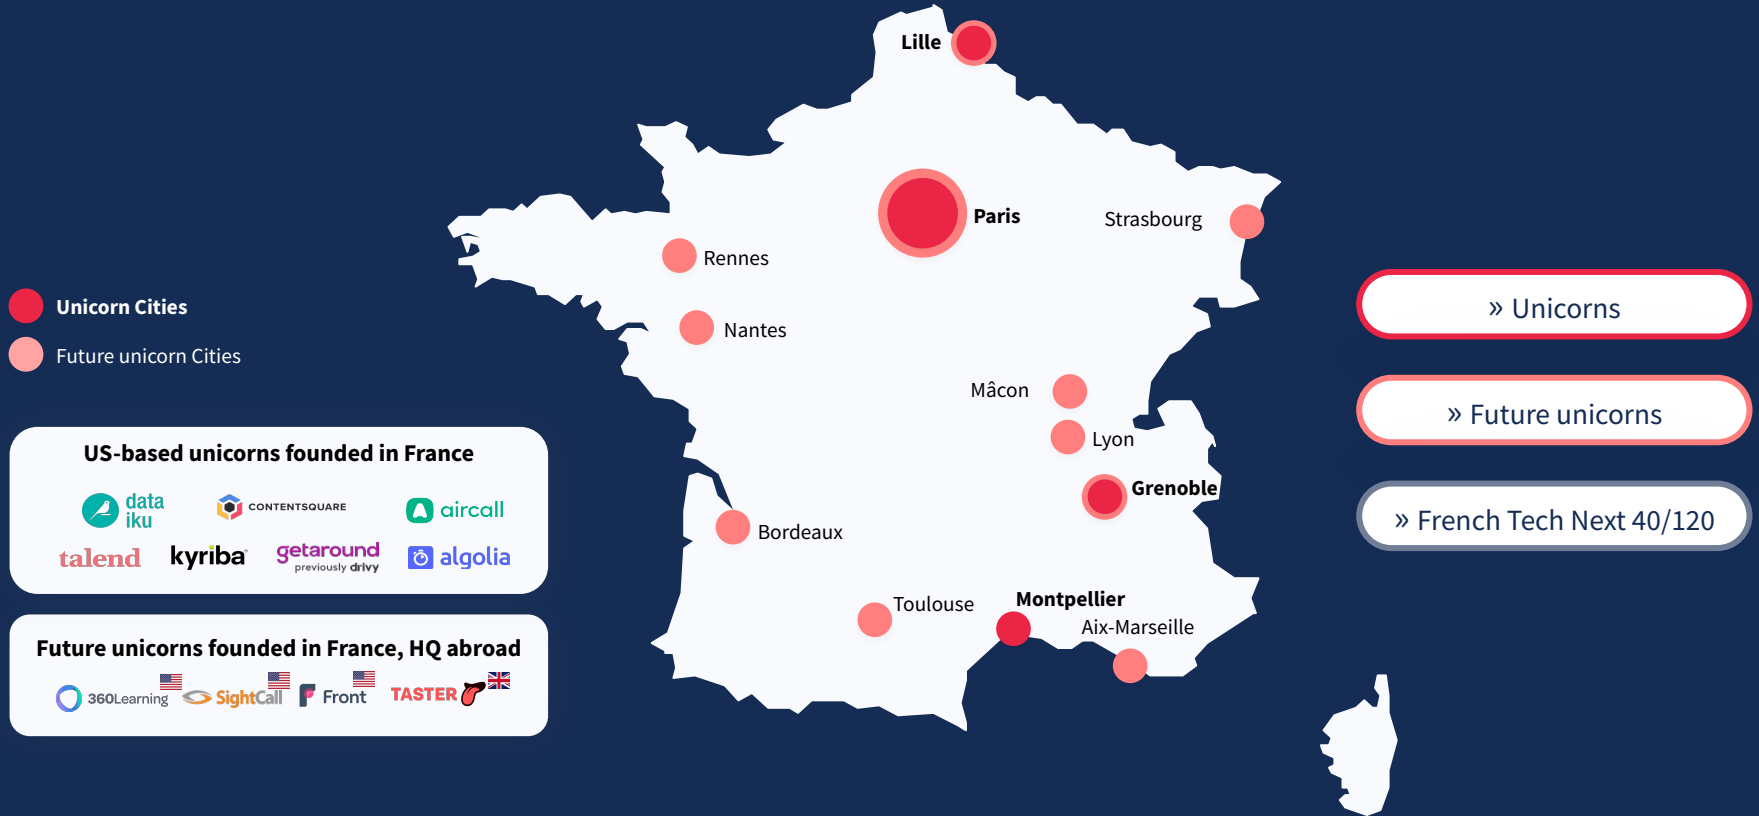 Lille
Paris
Strasbourg
Rennes
Nantes
Mâcon
Lyon
Grenoble
Bordeaux
Toulouse
Montpellier
Aix-Marseille
Unicorn Cities
Future unicorn Cities
US-based unicorns founded in France
data
iku
CONTENTSQUARE
aircall
talend
kyriba
getaround
previously drivy
algolia
Future unicorns founded in France, HQ abroad
360Learning
SightCall
Front
TASTER
» Unicorns
» Future unicorns
» French Tech Next 40/120